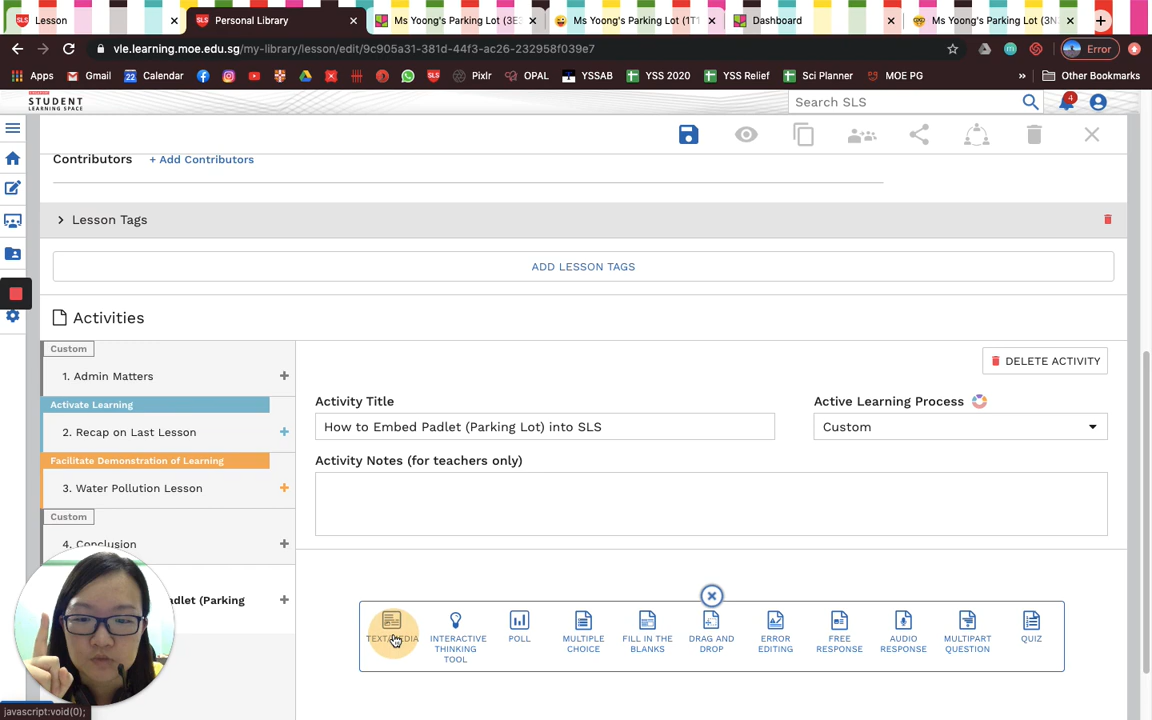 Lesson
Personal Library
Ms Yoong's Parking Lot (3E3
Ms Yoong's Parking Lot (1T1
Dashboard
Ms Yoong's Parking Lot (3N
vle.learning.moe.edu.sg/my-library/lesson/edit/9c905a31-381d-44f3-ac26-232958f039e7
Error
Apps
Gmail
Calendar
Pixlr
OPAL
YSSAB
YSS 2020
YSS Relief
Sci Planner
MOE PG
»
Other Bookmarks
STUDENT
LEARNING SPACE
Search SLS
4
Contributors
+ Add Contributors
Lesson Tags
ADD LESSON TAGS
Activities
Custom
1. Admin Matters
Activate Learning
2. Recap on Last Lesson
Facilitate Demonstration of Learning
3. Water Pollution Lesson
Custom
4. Conclusion
adlet (Parking
DELETE ACTIVITY
Activity Title
Active Learning Process
How to Embed Padlet (Parking Lot) into SLS
Custom
Activity Notes (for teachers only)
TEXT/MEDIA
INTERACTIVE
THINKING
TOOL
POLL
MULTIPLE
CHOICE
FILL IN THE
BLANKS
DRAG AND
DROP
ERROR
EDITING
FREE
RESPONSE
AUDIO
RESPONSE
MULTIPART
QUESTION
QUIZ
javascript:void(0);